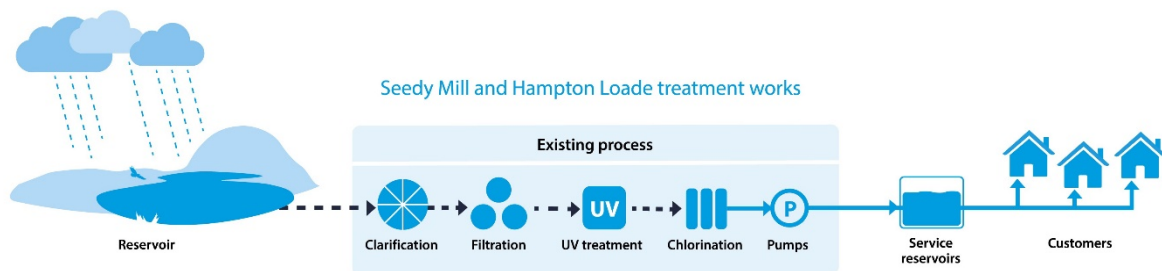 Seedy Mill and Hampton Loade treatment works
Existing process
UV
P
Reservoir
Clarification
Filtration
UV treatment
Chlorination
Pumps
Service
reservoirs
Customers